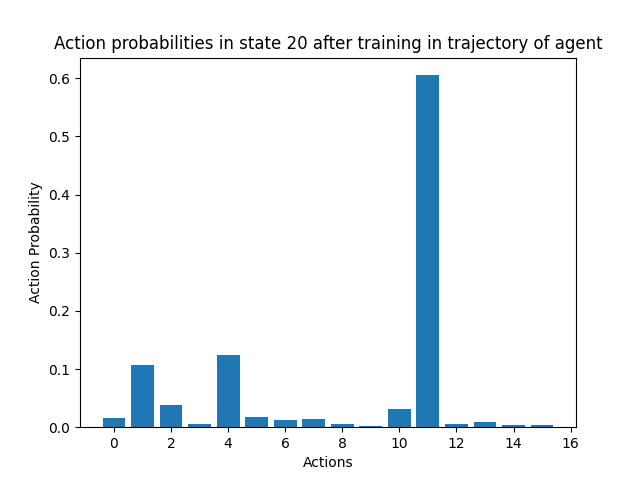 Action probabilities in state 20 after training in trajectory of agent
0.6
0.5
0.4
0.3
0.2
0.1
0.0
Action Probability
0 2 4 6 8 10 12 14 16
Actions